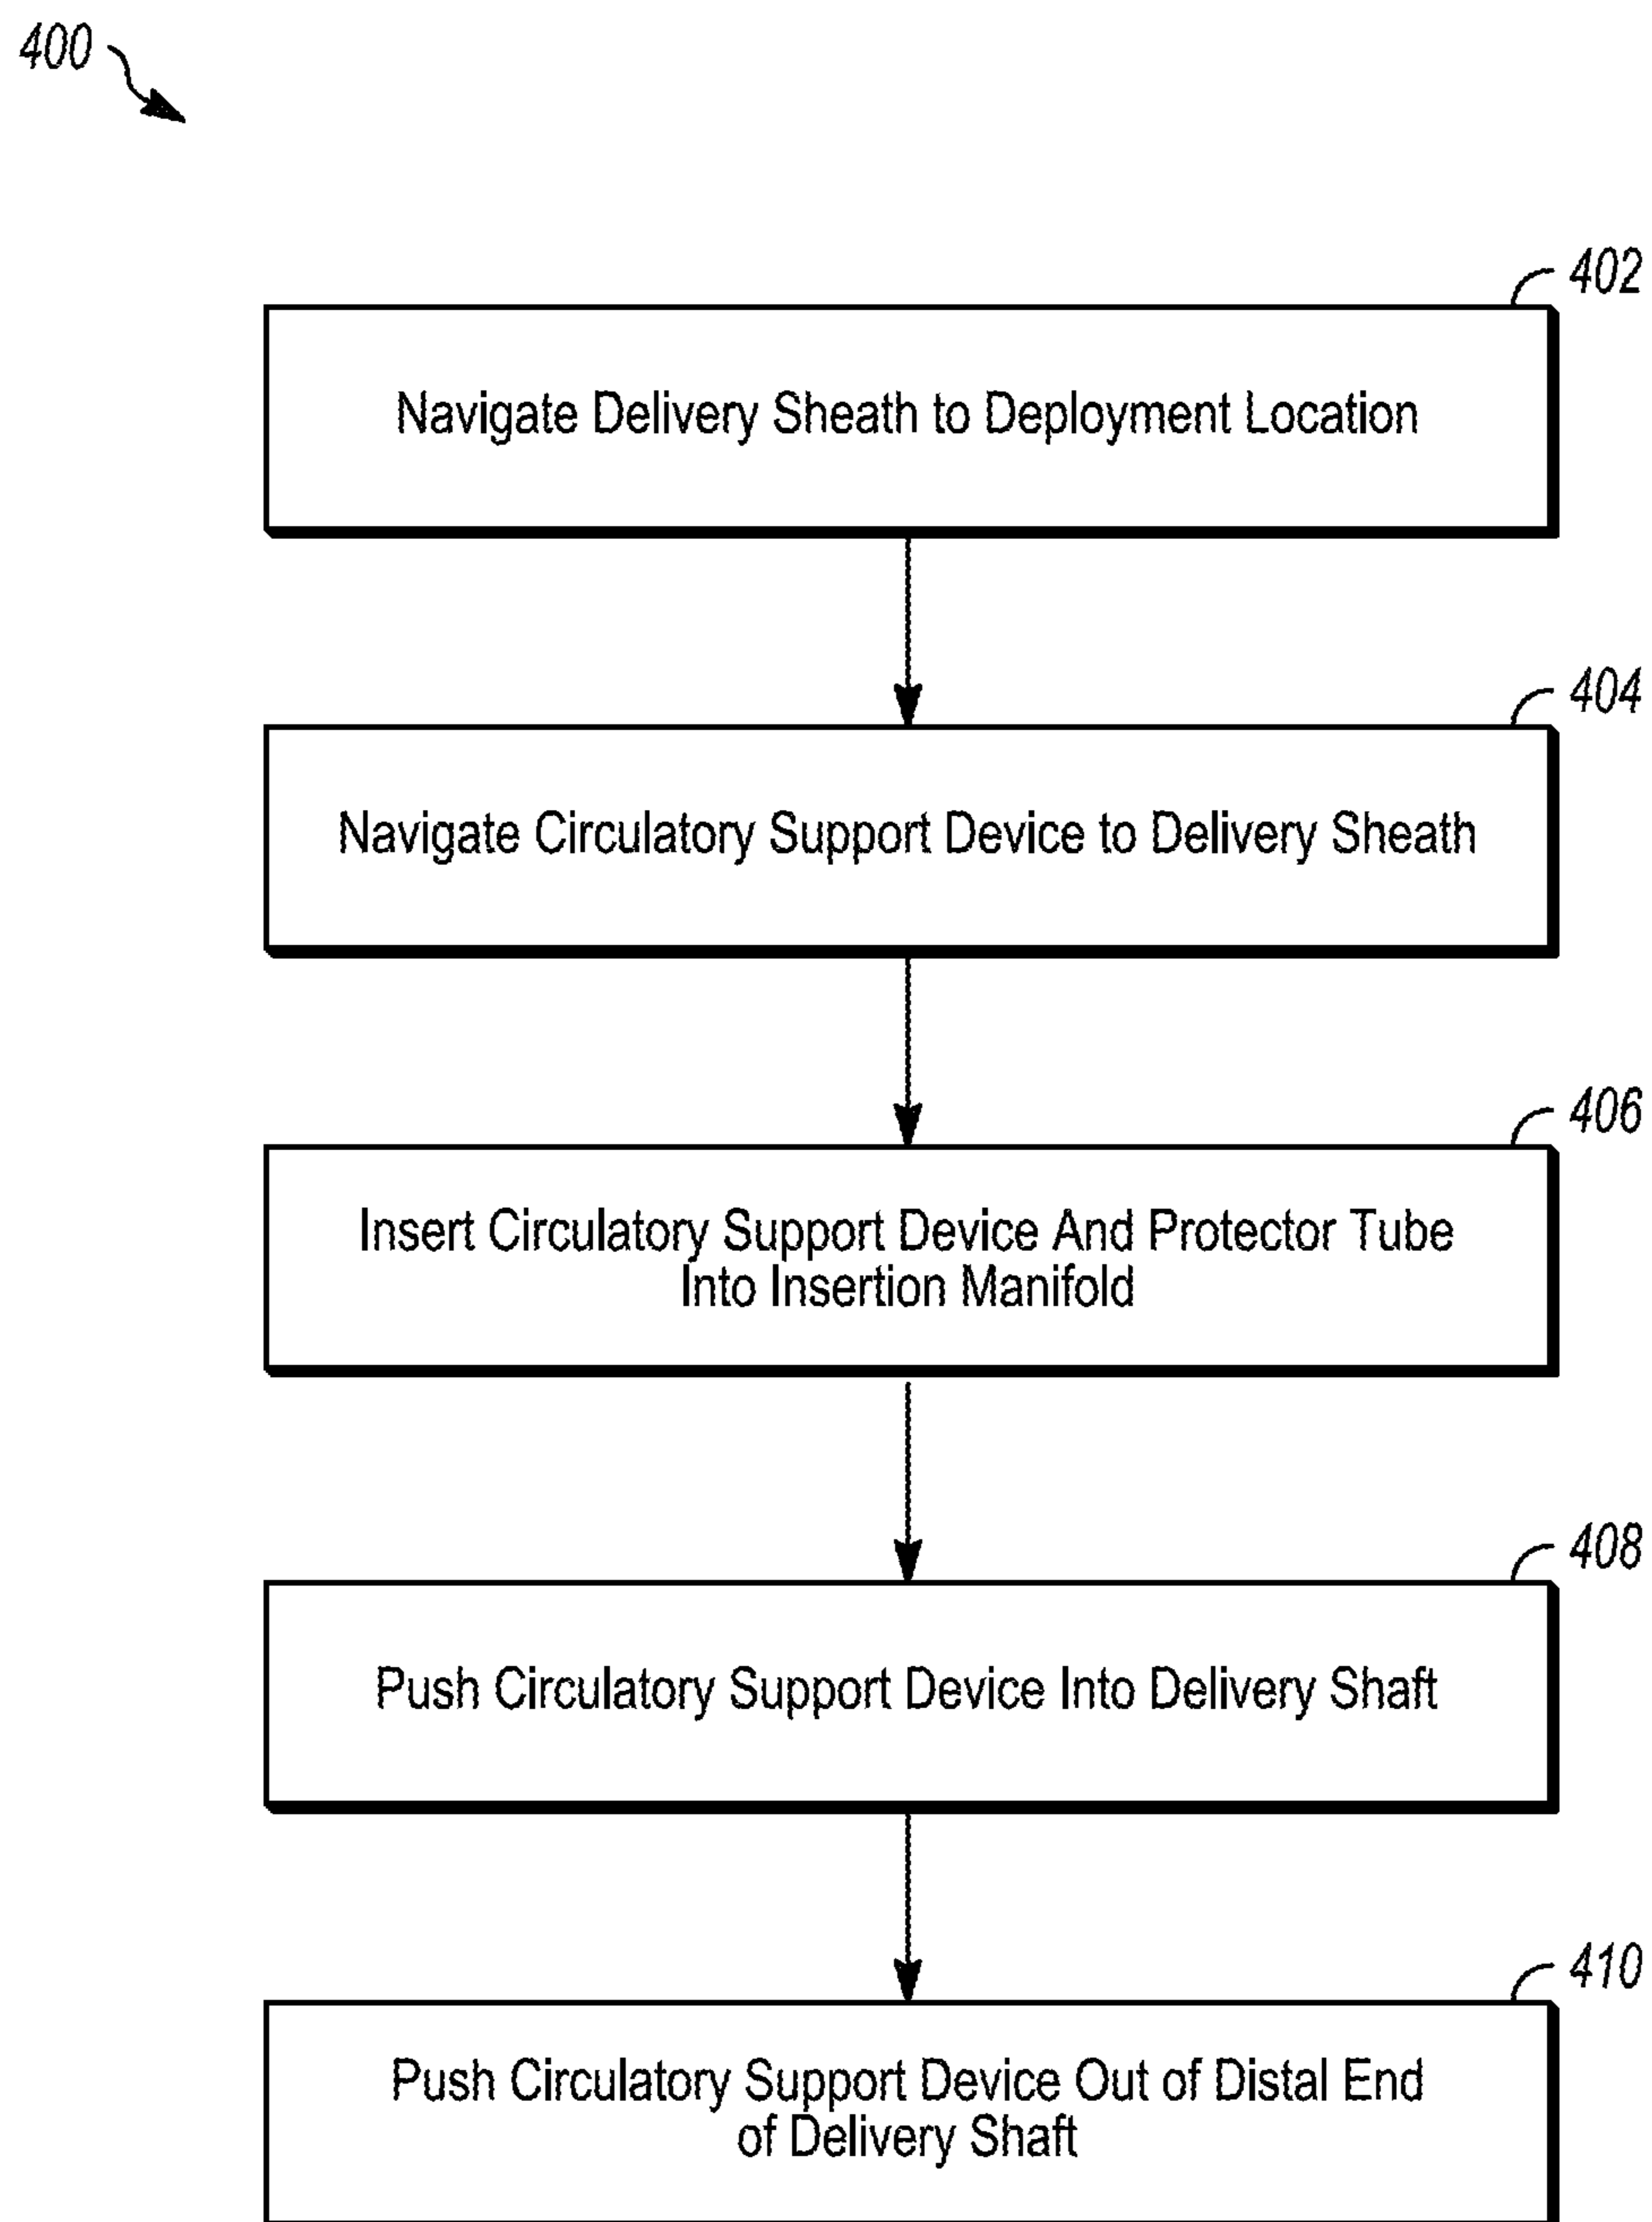 400
402
Navigate Delivery Sheath to Deployment Location
404
Navigate Circulatory Support Device to Delivery Sheath
406
Insert Circulatory Support Device And Protector Tube
Into Insertion Manifold
408
Push Circulatory Support Device Into Delivery Shaft
410
Push Circulatory Support Device Out of Distal End
of Delivery Shaft